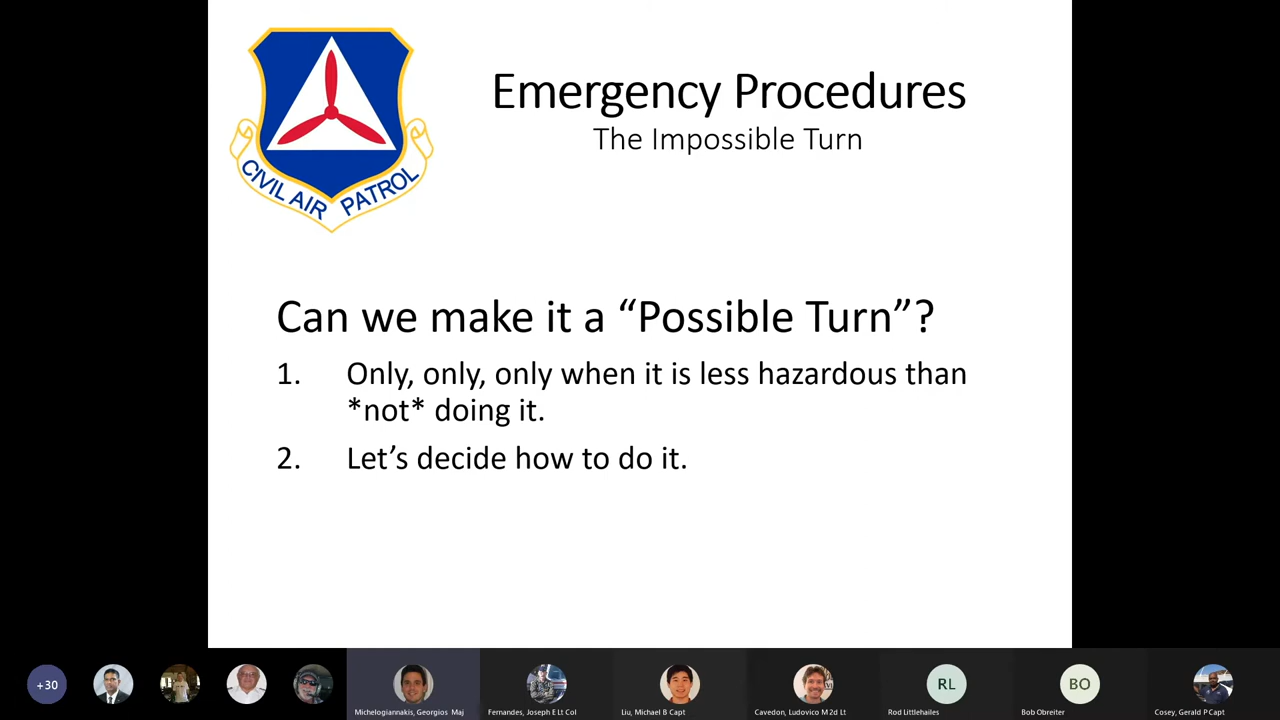 Emergency Procedures
The Impossible Turn
CIVIL AIR PATROL
Can we make it a “Possible Turn”?
1. Only, only, only when it is less hazardous than
*not* doing it.
2. Let’s decide how to do it.
+30
Michelogiannakis, Georgios Maj
Fernandes, Joseph E Lt Col
Liu, Michael B Capt
Cavedon, Ludovico M 2d Lt
RL
Rod Littlehailes
BO
Bob Obreiter
Cosey, Gerald P Capt